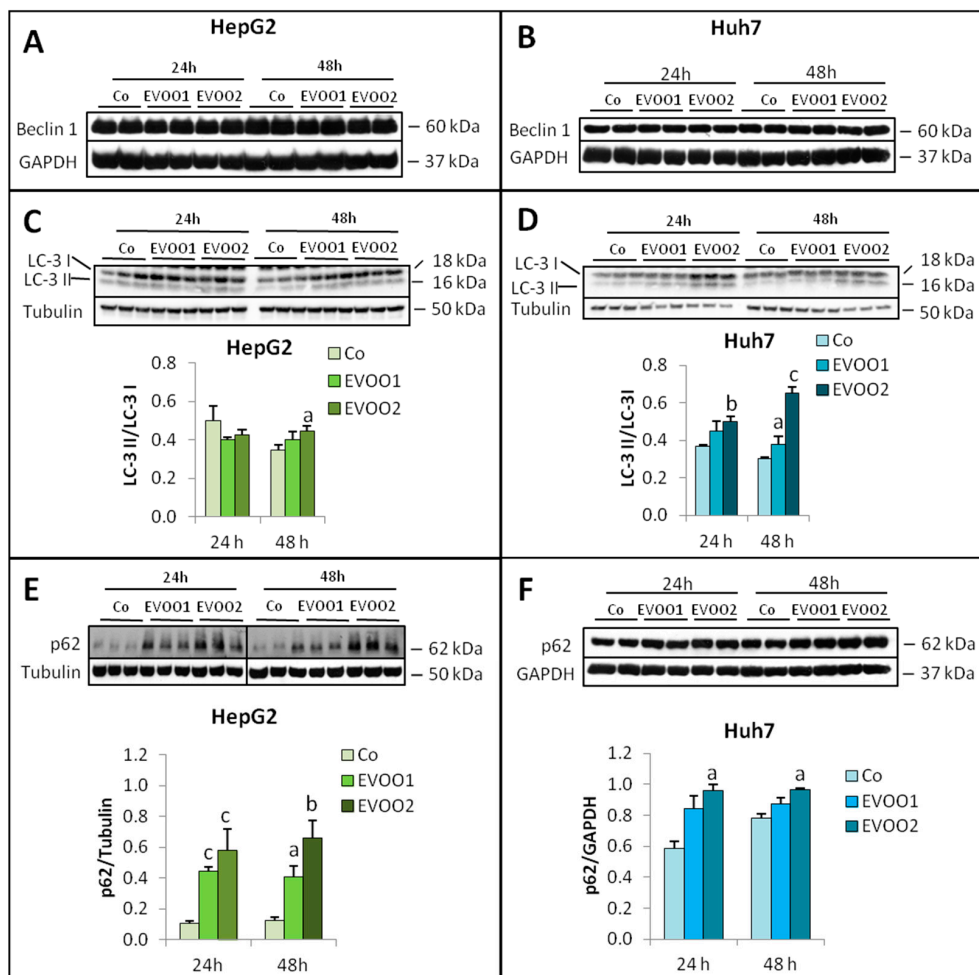 A
HepG2
24h 48h
Co EVOO1 EVOO2 Co EVOO1 EVOO2
Beclin 1 – 60 kDa
GAPDH – 37 kDa
B
Huh7
24h 48h
Co EVOO1 EVOO2 Co EVOO1 EVOO2
Beclin 1 – 60 kDa
GAPDH – 37 kDa
C
24h 48h
Co EVOO1 EVOO2 Co EVOO1 EVOO2
LC-3 I 18 kDa
LC-3 II 16 kDa
Tubulin – 50 kDa
HepG2
Co
EVOO1
EVOO2
a
0.8
0.6
0.4
0.2
0.0
LC-3 II/LC-3 I
24 h 48 h
D
24h 48h
Co EVOO1 EVOO2 Co EVOO1 EVOO2
LC-3 I 18 kDa
LC-3 II 16 kDa
Tubulin – 50 kDa
Huh7
Co
EVOO1
EVOO2
b a c
0.8
0.6
0.4
0.2
0.0
LC-3 II/LC-3I
24 h 48 h
E
24h 48h
Co EVOO1 EVOO2 Co EVOO1 EVOO2
p62 – 62 kDa
Tubulin – 50 kDa
HepG2
Co
EVOO1
EVOO2
c c a b
1.2
1.0
0.8
0.6
0.4
0.2
0.0
p62/Tubulin
24h 48h
F
24h 48h
Co EVOO1 EVOO2 Co EVOO1 EVOO2
p62 – 62 kDa
GAPDH – 37 kDa
Huh7
Co
EVOO1
EVOO2
a a
1.2
1.0
0.8
0.6
0.4
0.2
0.0
p62/GAPDH
24 h 48 h